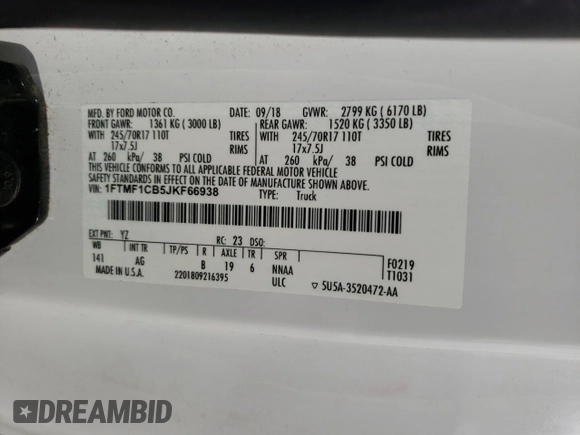 MFD. BY FORD MOTOR CO. DATE: 09/18 GVWR: 2799 KG ( 6170 LB)
FRONT GAWR: 1361 KG ( 3000 LB) REAR GAWR: 1520 KG ( 3350 LB)
WITH 245/70R17 110T TIRES WITH 245/70R17 110T TIRES
17x7.5J RIMS 17x7.5J RIMS
AT 260 kPa/ 38 PSI COLD AT 260 kPa/ 38 PSI COLD
THIS VEHICLE CONFORMS TO ALL APPLICABLE FEDERAL MOTOR VEHICLE
SAFETY, BUMPER, AND THEFT PREVENTION STANDARDS IN EFFECT ON THE
DATE OF MANUFACTURE SHOWN ABOVE.
VIN: 1FTMF1CB5JKF66938 TYPE: Truck
EXT PNT: YZ RC: 23 DSO:
WB INT TR TP/PS R AXLE TR SPR F0219
141 AG B 19 6 NNAA T1031
MADE IN U.S.A. 2201809216395 ULC ▽ 5U5A-3520472-AA
DREAMBID